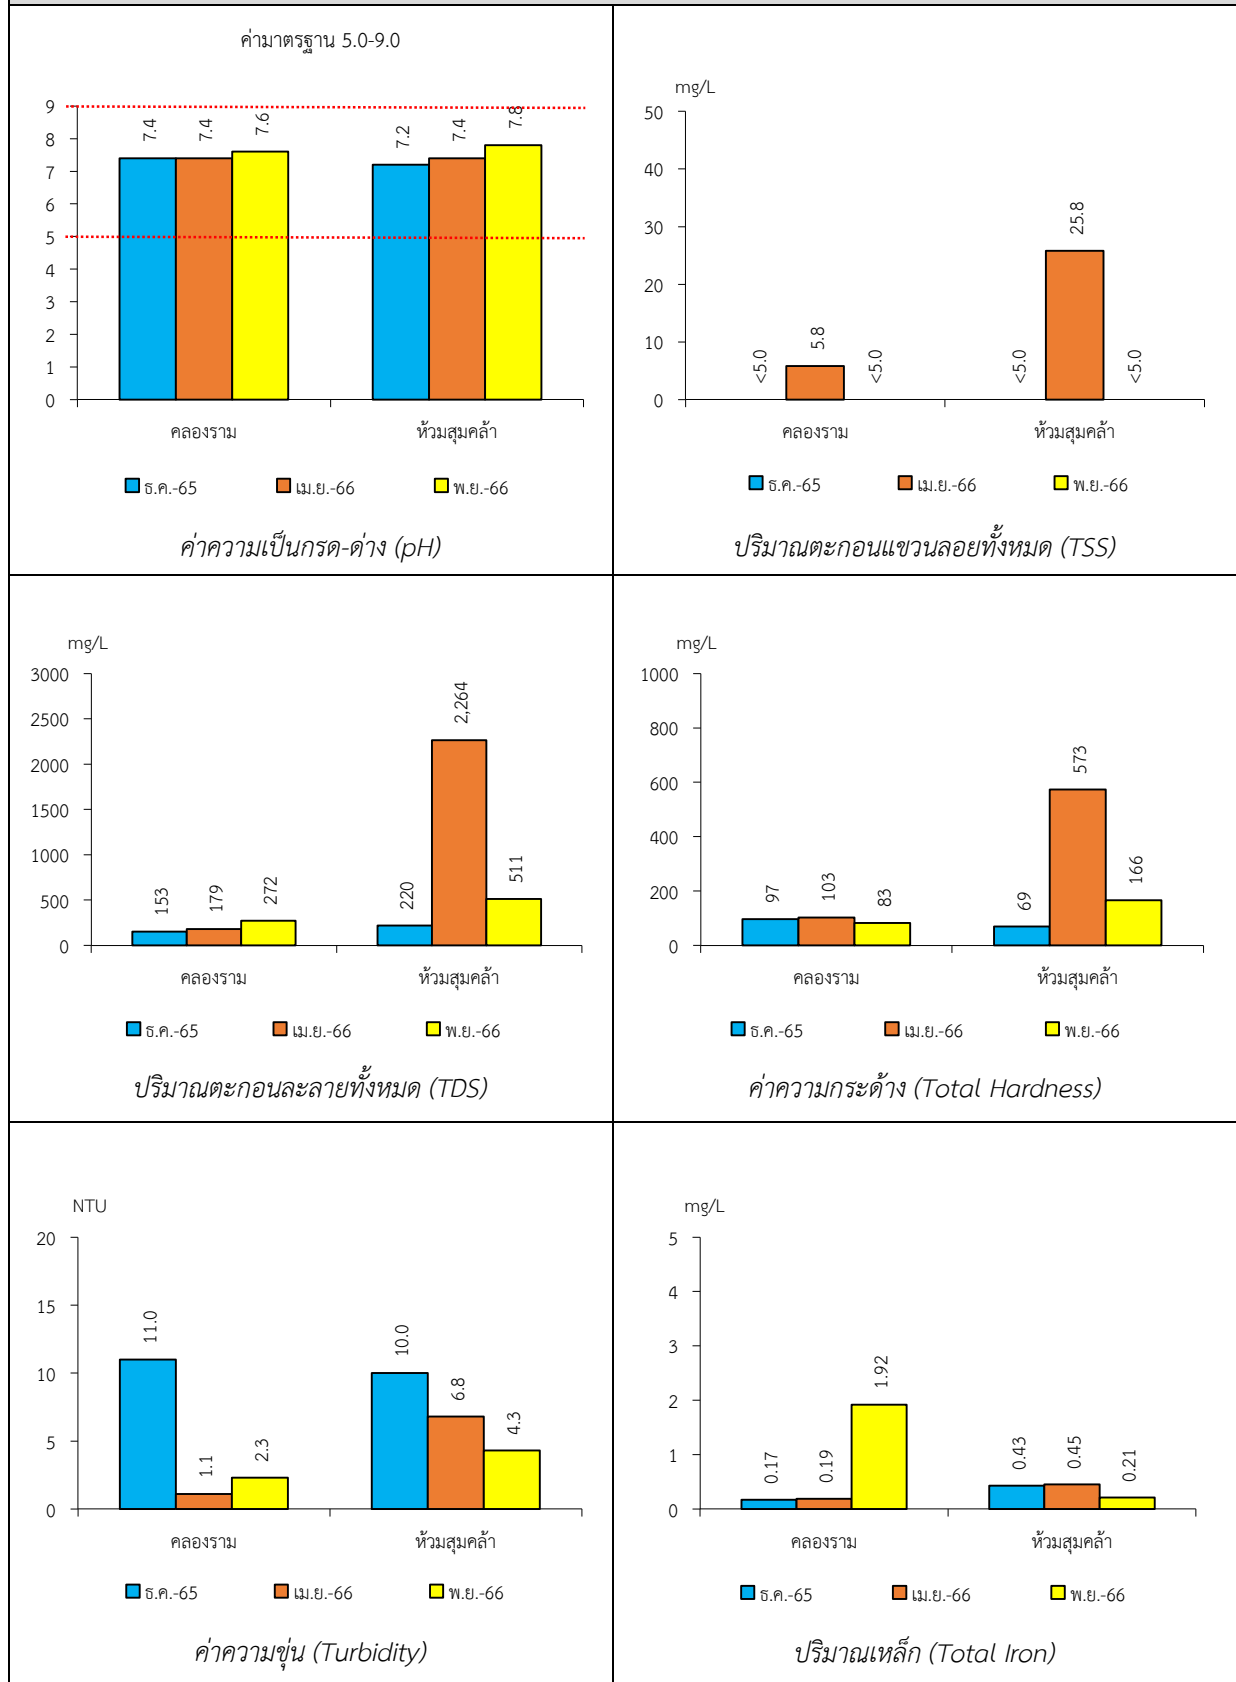 ค่ามาตรฐาน 5.0-9.0
9
8
7
6
5
4
3
2
1
0
7.4
7.4
7.6
7.2
7.4
7.8
คลองราม
ห้วมสุมคล้า
ธ.ค.-65
เม.ย.-66
พ.ย.-66
ค่าความเป็นกรด-ด่าง (pH)
mg/L
50
40
30
20
10
0
<5.0
5.8
<5.0
<5.0
25.8
<5.0
คลองราม
ห้วมสุมคล้า
ธ.ค.-65
เม.ย.-66
พ.ย.-66
ปริมาณตะกอนแขวนลอยทั้งหมด (TSS)
mg/L
3000
2500
2000
1500
1000
500
0
153
179
272
220
2,264
511
คลองราม
ห้วมสุมคล้า
ธ.ค.-65
เม.ย.-66
พ.ย.-66
ปริมาณตะกอนละลายทั้งหมด (TDS)
mg/L
1000
800
600
400
200
0
97
103
83
69
573
166
คลองราม
ห้วมสุมคล้า
ธ.ค.-65
เม.ย.-66
พ.ย.-66
ค่าความกระด้าง (Total Hardness)
NTU
20
15
10
5
0
11.0
1.1
2.3
10.0
6.8
4.3
คลองราม
ห้วมสุมคล้า
ธ.ค.-65
เม.ย.-66
พ.ย.-66
ค่าความขุ่น (Turbidity)
mg/L
5
4
3
2
1
0
0.17
0.19
1.92
0.43
0.45
0.21
คลองราม
ห้วมสุมคล้า
ธ.ค.-65
เม.ย.-66
พ.ย.-66
ปริมาณเหล็ก (Total Iron)